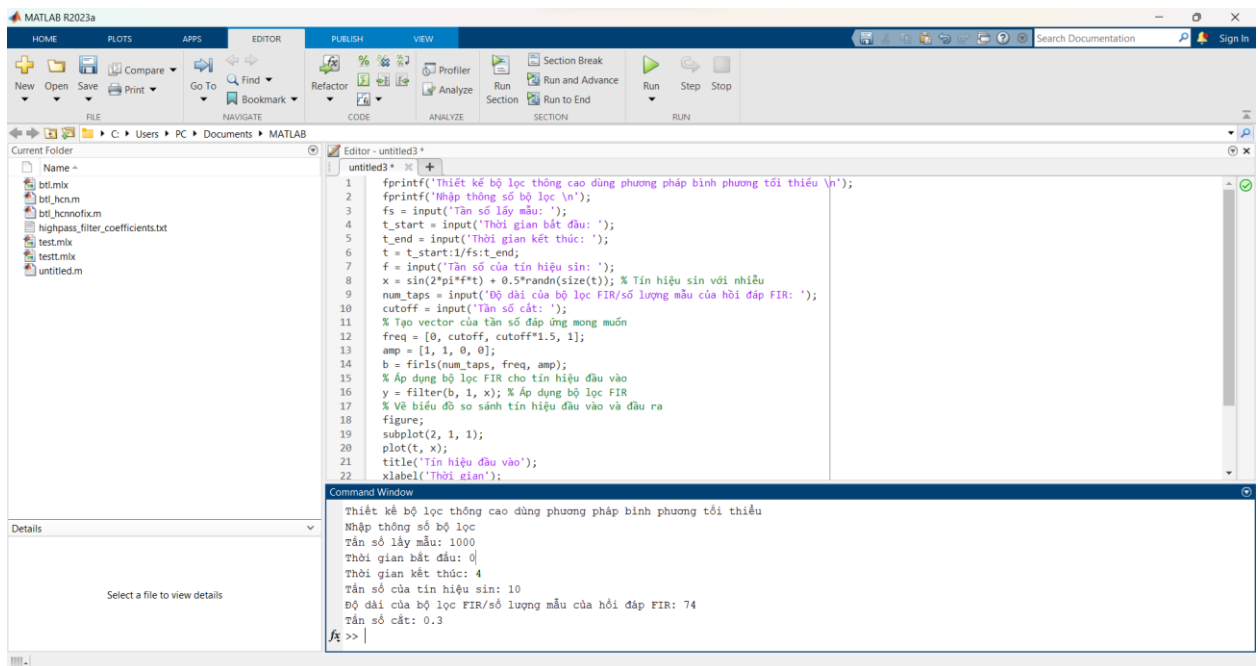 MATLAB R2023a
HOME PLOTS APPS EDITOR PUBLISH VIEW Search Documentation Sign In
New Open Save Compare Print Go To Find Bookmark Refactor Profiler Analyze Run Section Section Break Run and Advance Run to End Run Step Stop
FILE NAVIGATE CODE ANALYZE SECTION RUN
C: Users PC Documents MATLAB
Current Folder
Name
btl.mlx
btl_hcn.m
btl_hcnnofix.m
highpass_filter_coefficients.txt
test.mlx
testt.mlx
untitled.m
Details
Select a file to view details
Editor - untitled3 *
untitled3 *
1 fprintf('Thiết kế bộ lọc thông cao dùng phương pháp bình phương tối thiểu \n');
2 fprintf('Nhập thông số bộ lọc \n');
3 fs = input('Tần số lấy mẫu: ');
4 t_start = input('Thời gian bắt đầu: ');
5 t_end = input('Thời gian kết thúc: ');
6 t = t_start:1/fs:t_end;
7 f = input('Tần số của tín hiệu sin: ');
8 x = sin(2*pi*f*t) + 0.5*randn(size(t)); % Tín hiệu sin với nhiễu
9 num_taps = input('Độ dài của bộ lọc FIR/số lượng mẫu của hồi đáp FIR: ');
10 cutoff = input('Tần số cắt: ');
11 % Tạo vector của tần số đáp ứng mong muốn
12 freq = [0, cutoff, cutoff*1.5, 1];
13 amp = [1, 1, 0, 0];
14 b = firls(num_taps, freq, amp);
15 % Áp dụng bộ lọc FIR cho tín hiệu đầu vào
16 y = filter(b, 1, x); % Áp dụng bộ lọc FIR
17 % Vẽ biểu đồ so sánh tín hiệu đầu vào và đầu ra
18 figure;
19 subplot(2, 1, 1);
20 plot(t, x);
21 title('Tín hiệu đầu vào');
22 xlabel('Thời gian');
Command Window
Thiết kế bộ lọc thông cao dùng phương pháp bình phương tối thiểu
Nhập thông số bộ lọc
Tần số lấy mẫu: 1000
Thời gian bắt đầu: 0
Thời gian kết thúc: 4
Tần số của tín hiệu sin: 10
Độ dài của bộ lọc FIR/số lượng mẫu của hồi đáp FIR: 74
Tần số cắt: 0.3
fx >>